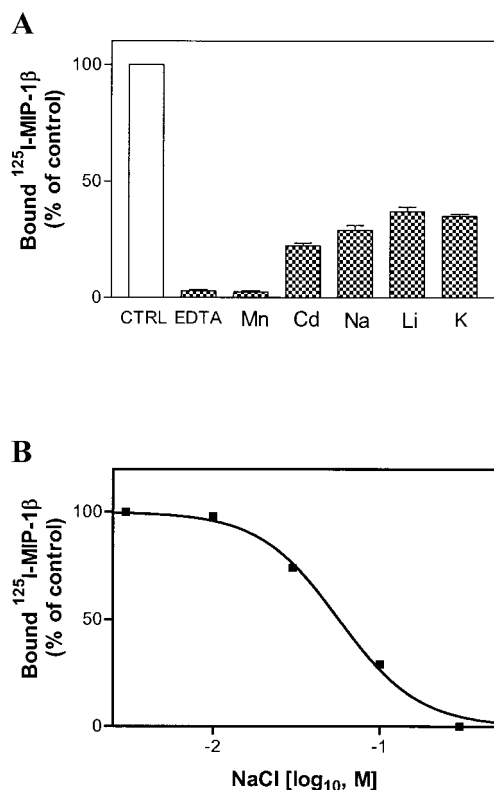 A
Bound ¹²⁵I-MIP-1β
(% of control)
100
50
0
CTRL EDTA Mn Cd Na Li K
B
Bound ¹²⁵I-MIP-1β
(% of control)
100
50
0
-2 -1
NaCl [log₁₀, M]